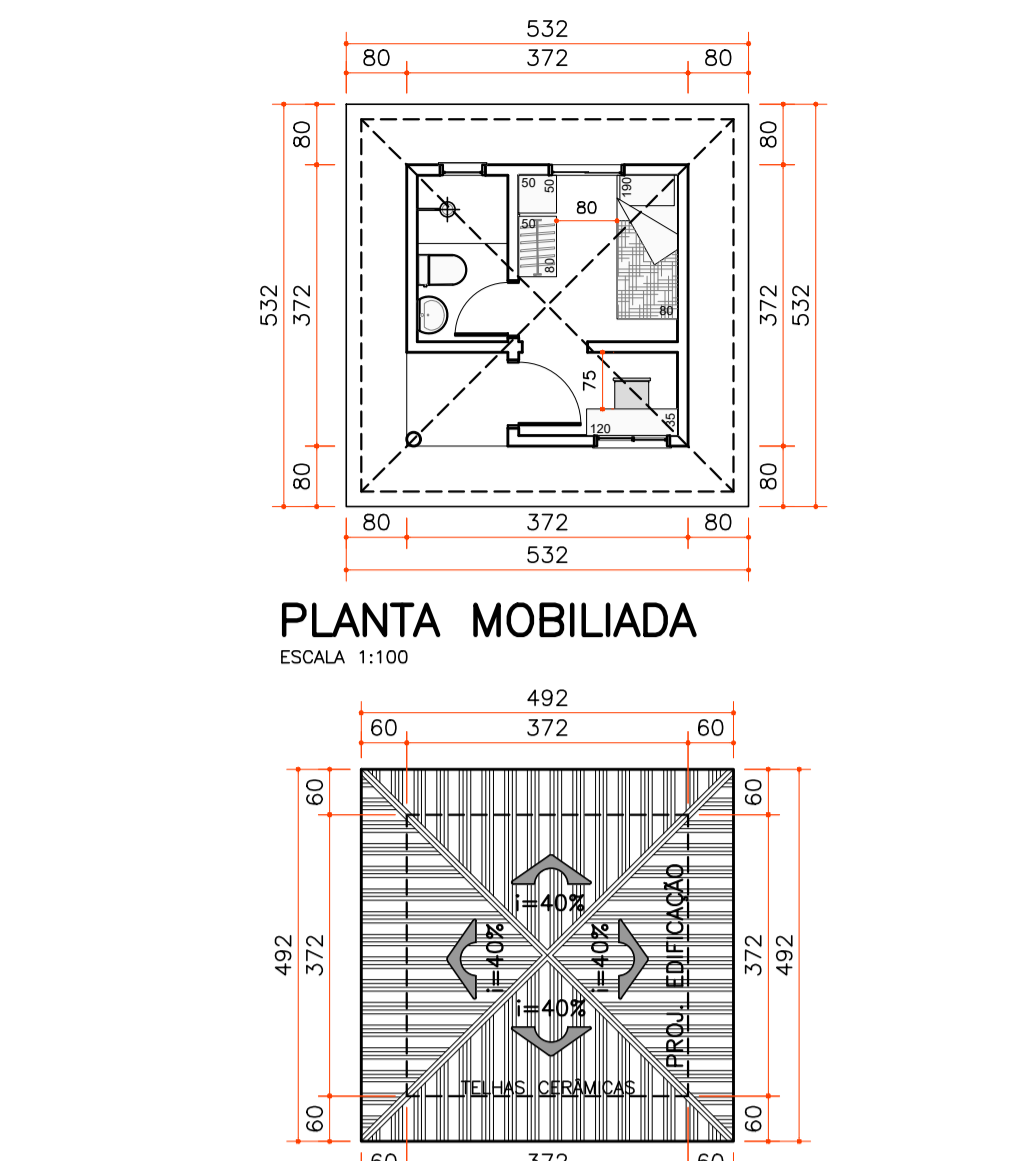 532
80 372 80
80 80
50 50 190
80
50
532 372 80 80 372 532
75
120 35
80 80
80 372 80
532
PLANTA MOBILIADA
ESCALA 1:100
492
60 372 60
60 60
i=40%
492 372 i=40% i=40% PROJ. EDIFICAÇÃO 372 492
i=40%
TELHAS CERÂMICAS
60 60
60 372 60